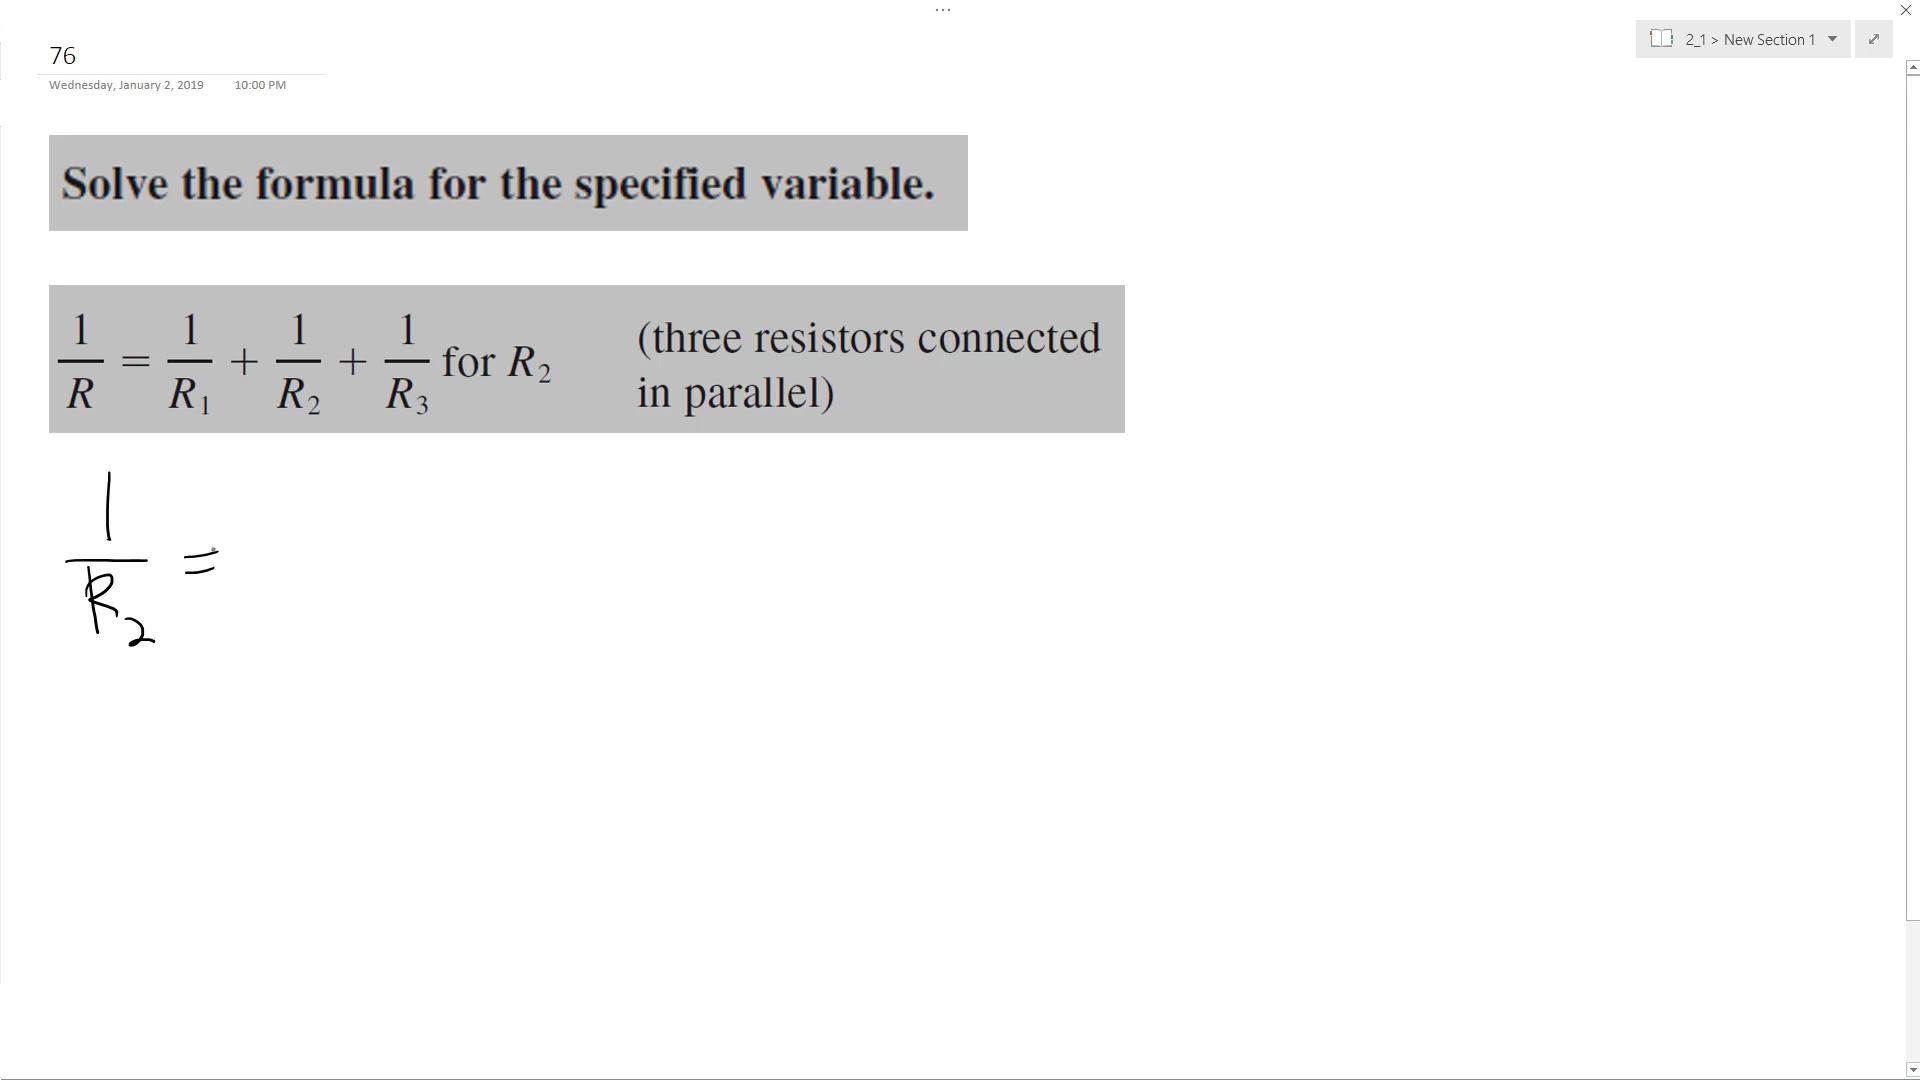 ...
2_1 > New Section 1
76
Wednesday, January 2, 2019 10:00 PM
Solve the formula for the specified variable.
1/R = 1/R₁ + 1/R₂ + 1/R₃ for R₂ (three resistors connected
in parallel)
1/R₂ =